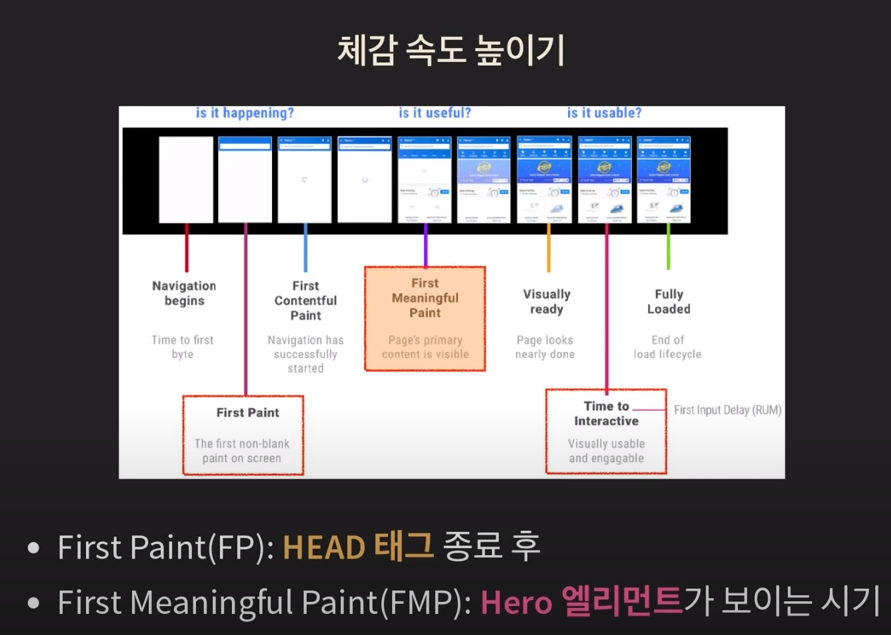 체감 속도 높이기
is it happening?
is it useful?
is it usable?
Navigation
begins
Time to first
byte
First
Contentful
Paint
Navigation has
successfully
started
First
Meaningful
Paint
Page's primary
content is visible
Visually
ready
Page looks
nearly done
Fully
Loaded
End of
load lifecycle
First Paint
The first non-blank
paint on screen
Time to
Interactive
Visually usable
and engagable
First Input Delay (RUM)
• First Paint(FP): HEAD 태그 종료 후
• First Meaningful Paint(FMP): Hero 엘리먼트가 보이는 시기